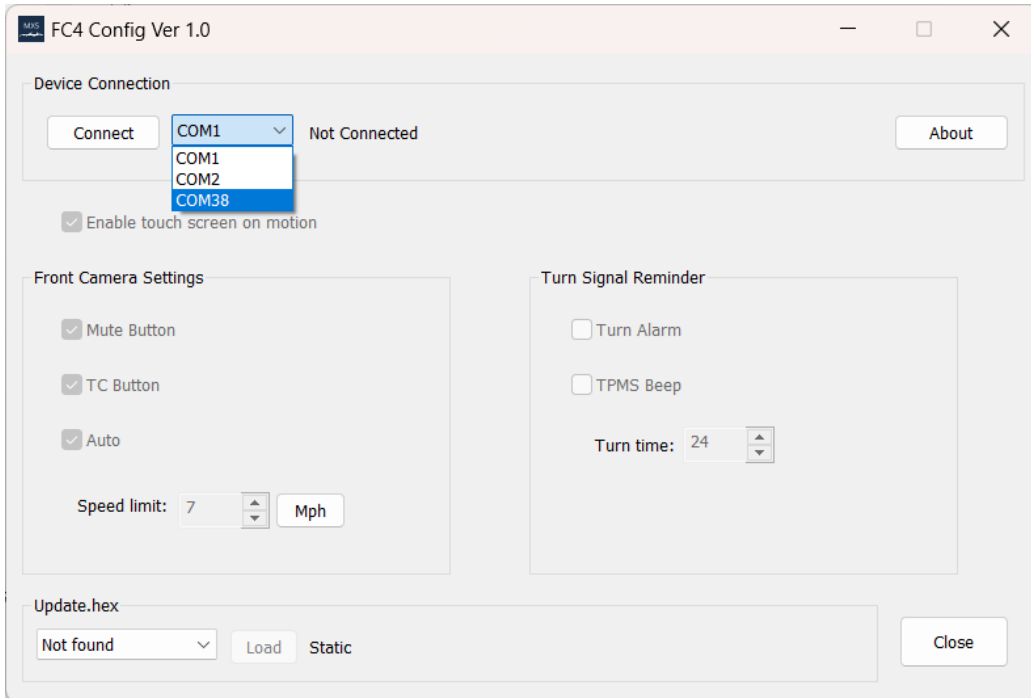 MXS
FC4 Config Ver 1.0
Device Connection
Connect
COM1
Not Connected
About
COM1
COM2
COM38
Enable touch screen on motion
Front Camera Settings
Mute Button
TC Button
Auto
Speed limit: 7 Mph
Turn Signal Reminder
Turn Alarm
TPMS Beep
Turn time: 24
Update.hex
Not found
Load
Static
Close